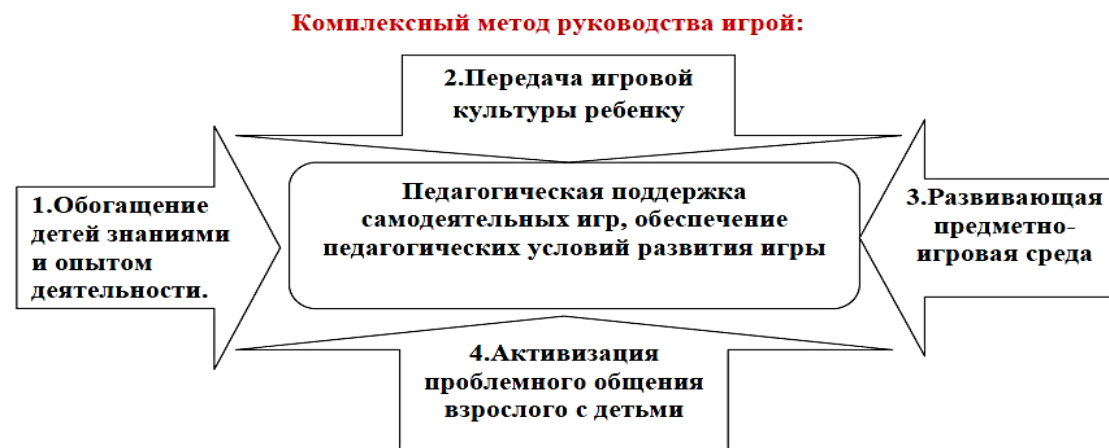 Комплексный метод руководства игрой:
2.Передача игровой
культуры ребенку
1.Обогащение
детей знаниями
и опытом
деятельности.
Педагогическая поддержка
самодеятельных игр, обеспечение
педагогических условий развития игры
3.Развивающая
предметно-
игровая среда
4.Активизация
проблемного общения
взрослого с детьми